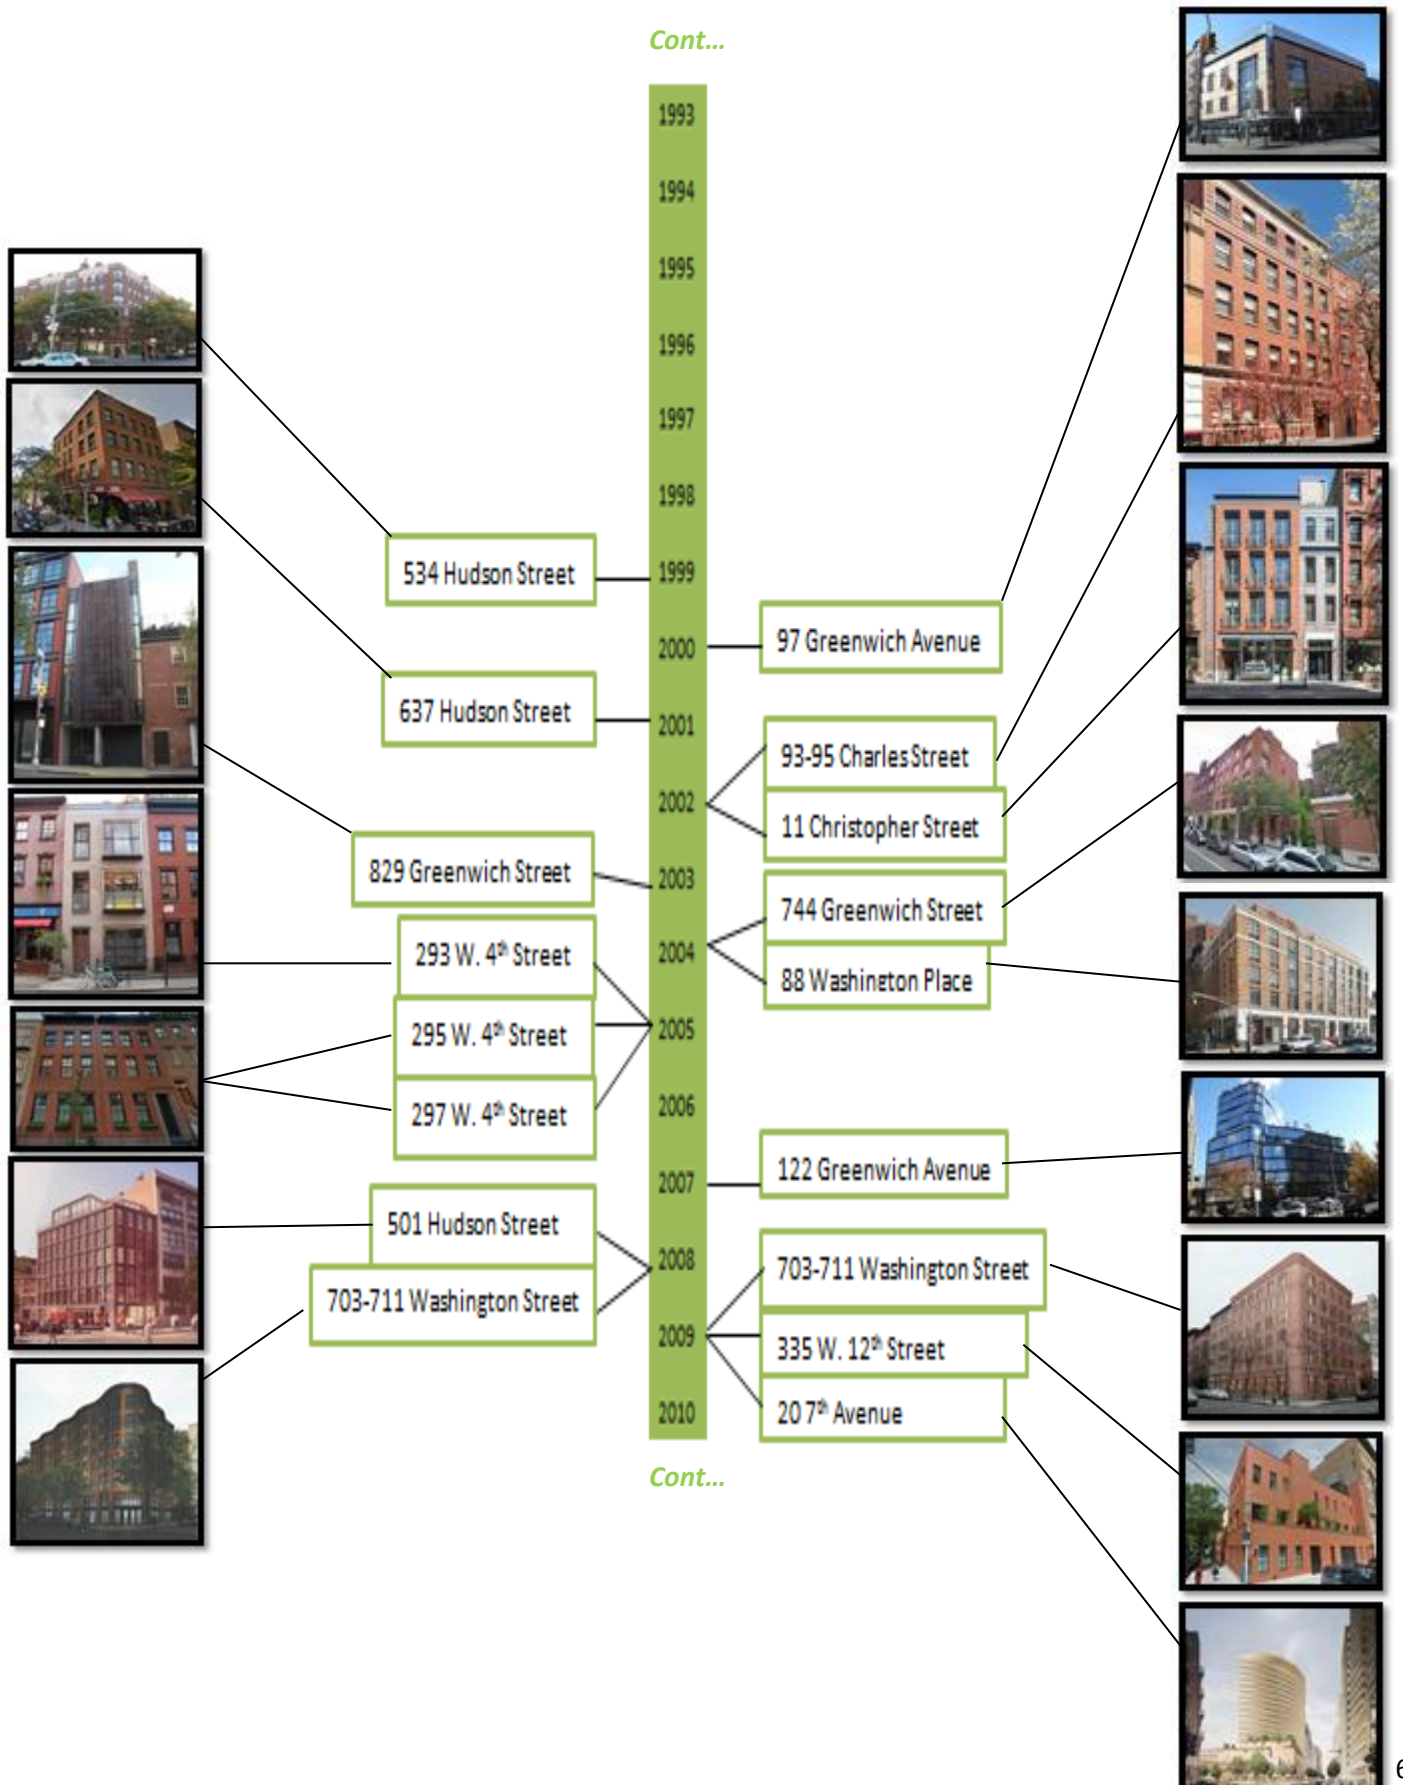 Cont...
1993
1994
1995
1996
1997
1998
534 Hudson Street
1999
97 Greenwich Avenue
2000
637 Hudson Street
2001
93-95 Charles Street
2002
11 Christopher Street
829 Greenwich Street
2003
744 Greenwich Street
293 W. 4th Street
2004
88 Washington Place
295 W. 4th Street
2005
297 W. 4th Street
2006
122 Greenwich Avenue
2007
501 Hudson Street
2008
703-711 Washington Street
703-711 Washington Street
2009
335 W. 12th Street
2010
20 7th Avenue
Cont...